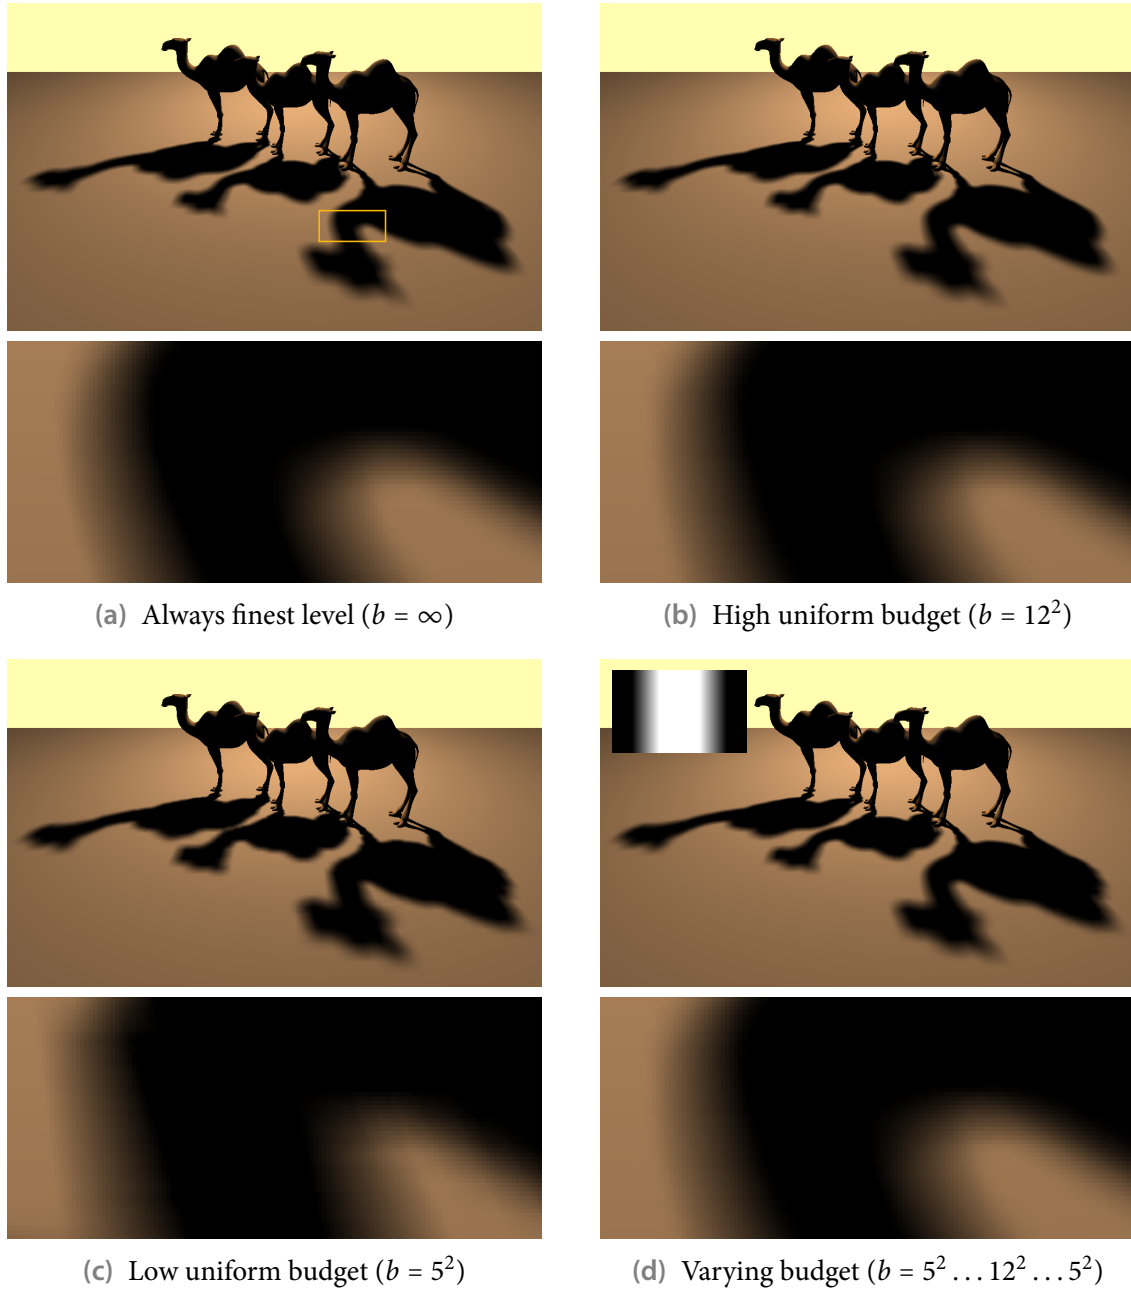 (a) Always finest level (b = ∞)
(b) High uniform budget (b = 12²)
(c) Low uniform budget (b = 5²)
(d) Varying budget (b = 5² . . . 12² . . . 5²)